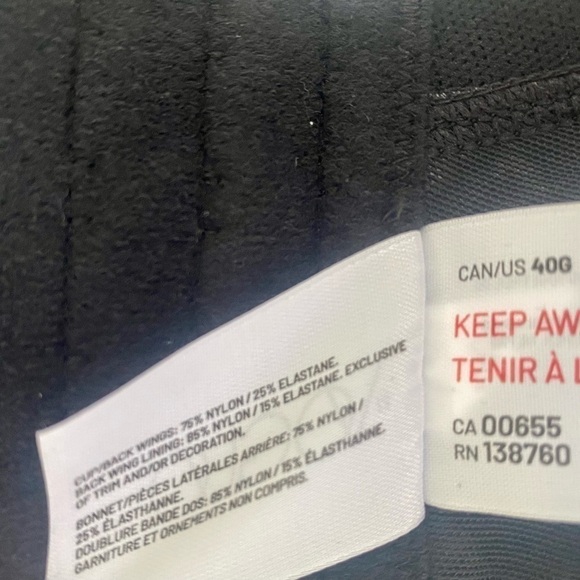 CUP/BACK WINGS: 75% NYLON / 25% ELASTANE.
BACK WING LINING: 85% NYLON / 15% ELASTANE. EXCLUSIVE
OF TRIM AND/OR DECORATION.
BONNET/PIÈCES LATÉRALES ARRIÈRE: 75% NYLON /
25% ÉLASTHANNE.
DOUBLURE BANDE DOS: 85% NYLON / 15% ÉLASTHANNE.
GARNITURE ET ORNEMENTS NON COMPRIS.
CAN/US 40G
KEEP AW
TENIR À L
CA 00655
RN 138760